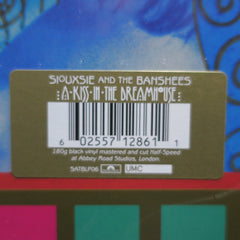 SIOUXSIE AND THE BANSHEES
A·KISS·IN·THE DREAMHOUSE
6 02557 12861 1
180g black vinyl mastered and cut Half-Speed
at Abbey Road Studios, London.
SATBLP06 UMC